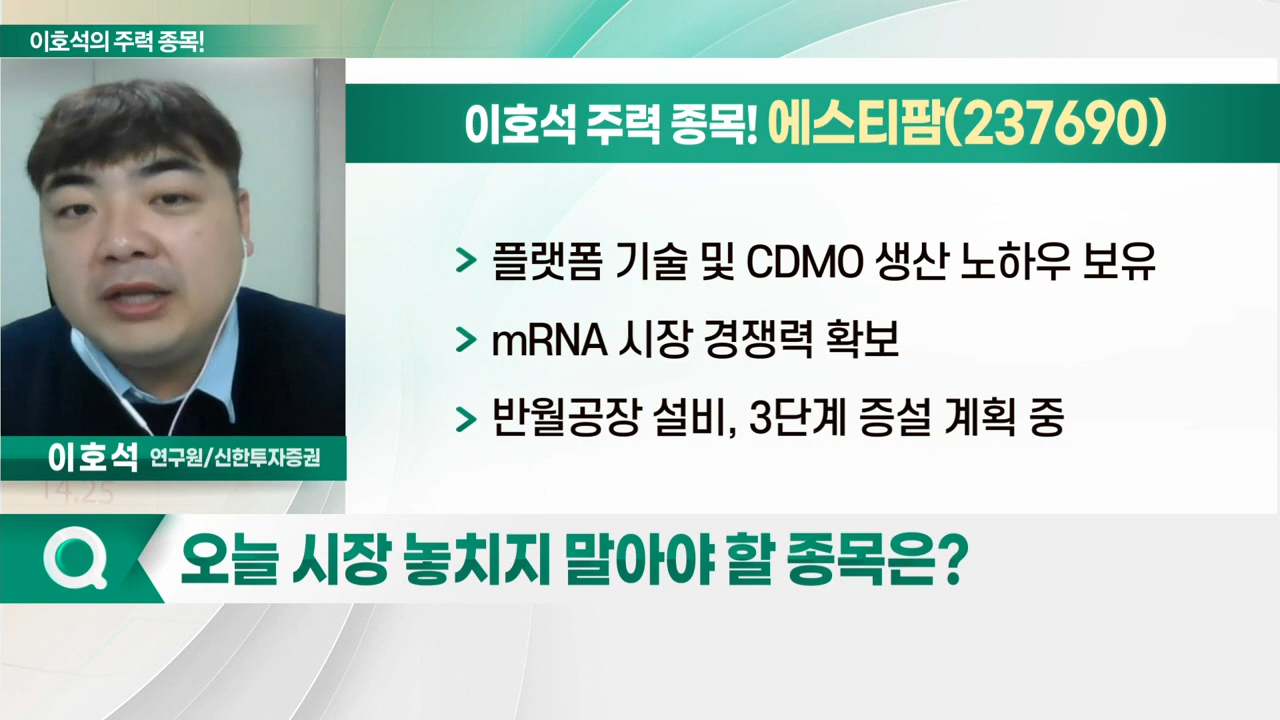 이호석의 주력 종목!
이호석 주력 종목! 에스티팜(237690)
> 플랫폼 기술 및 CDMO 생산 노하우 보유
> mRNA 시장 경쟁력 확보
> 반월공장 설비, 3단계 증설 계획 중
이호석 연구원/신한투자증권
14.25
Q 오늘 시장 놓치지 말아야 할 종목은?